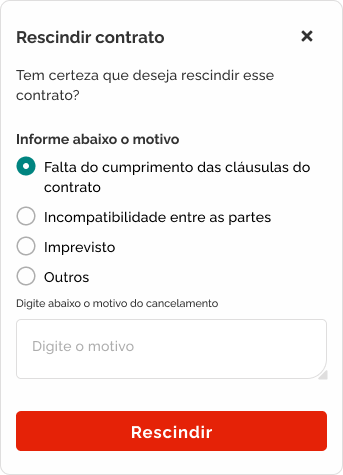 Rescindir contrato
Tem certeza que deseja rescindir esse
contrato?
Informe abaixo o motivo
Falta do cumprimento das cláusulas do
contrato
Incompatibilidade entre as partes
Imprevisto
Outros
Digite abaixo o motivo do cancelamento
Digite o motivo
Rescindir